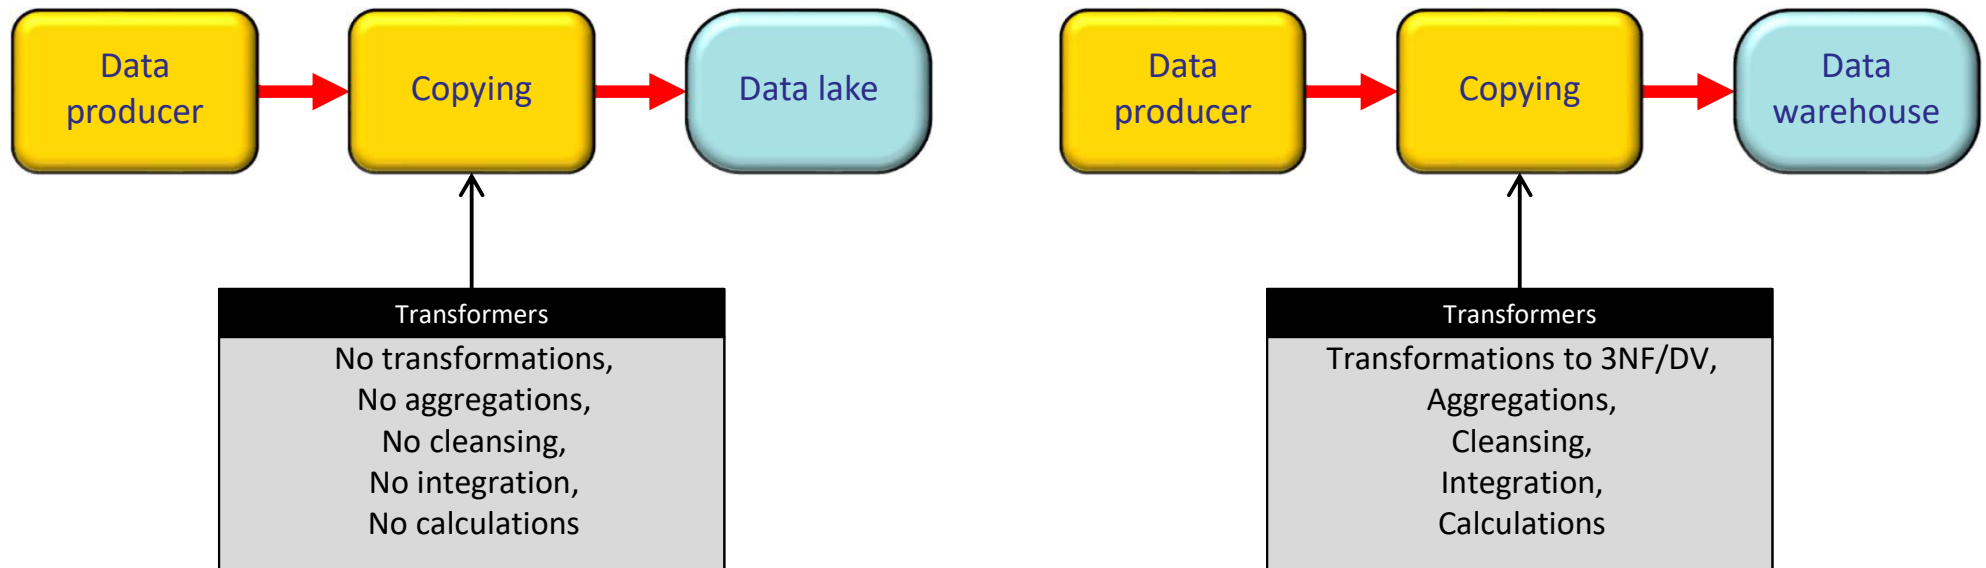 Data
producer
Copying
Data lake
Transformers
No transformations,
No aggregations,
No cleansing,
No integration,
No calculations
Data
producer
Copying
Data
warehouse
Transformers
Transformations to 3NF/DV,
Aggregations,
Cleansing,
Integration,
Calculations